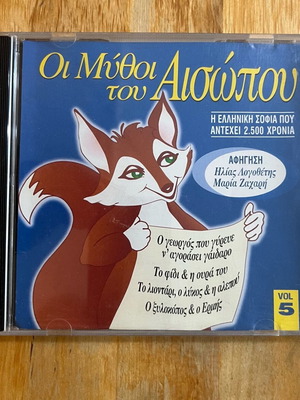 Οι Μύθοι
του Αισώπου
Η ΕΛΛΗΝΙΚΗ ΣΟΦΙΑ ΠΟΥ
ΑΝΤΕΧΕΙ 2.500 ΧΡΟΝΙΑ
ΑΦΗΓΗΣΗ
Ηλίας Λογοθέτης
Μαρία Ζαχαρή
Ο γεωργός που γύρευε
ν' αγοράσει γάιδαρο
Το φίδι & η ουρά του
Το λιοντάρι, ο λύκος & η αλεπού
Ο ξυλοκόπος & ο Ερμής
VOL
5